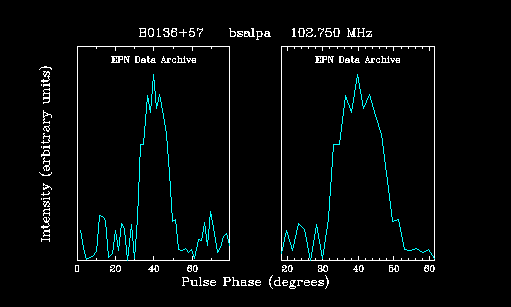 B0136+57 bsalpa 102.750 MHz
EPN Data Archive EPN Data Archive
Intensity (arbitrary units)
0 20 40 60 20 30 40 50 60
Pulse Phase (degrees)